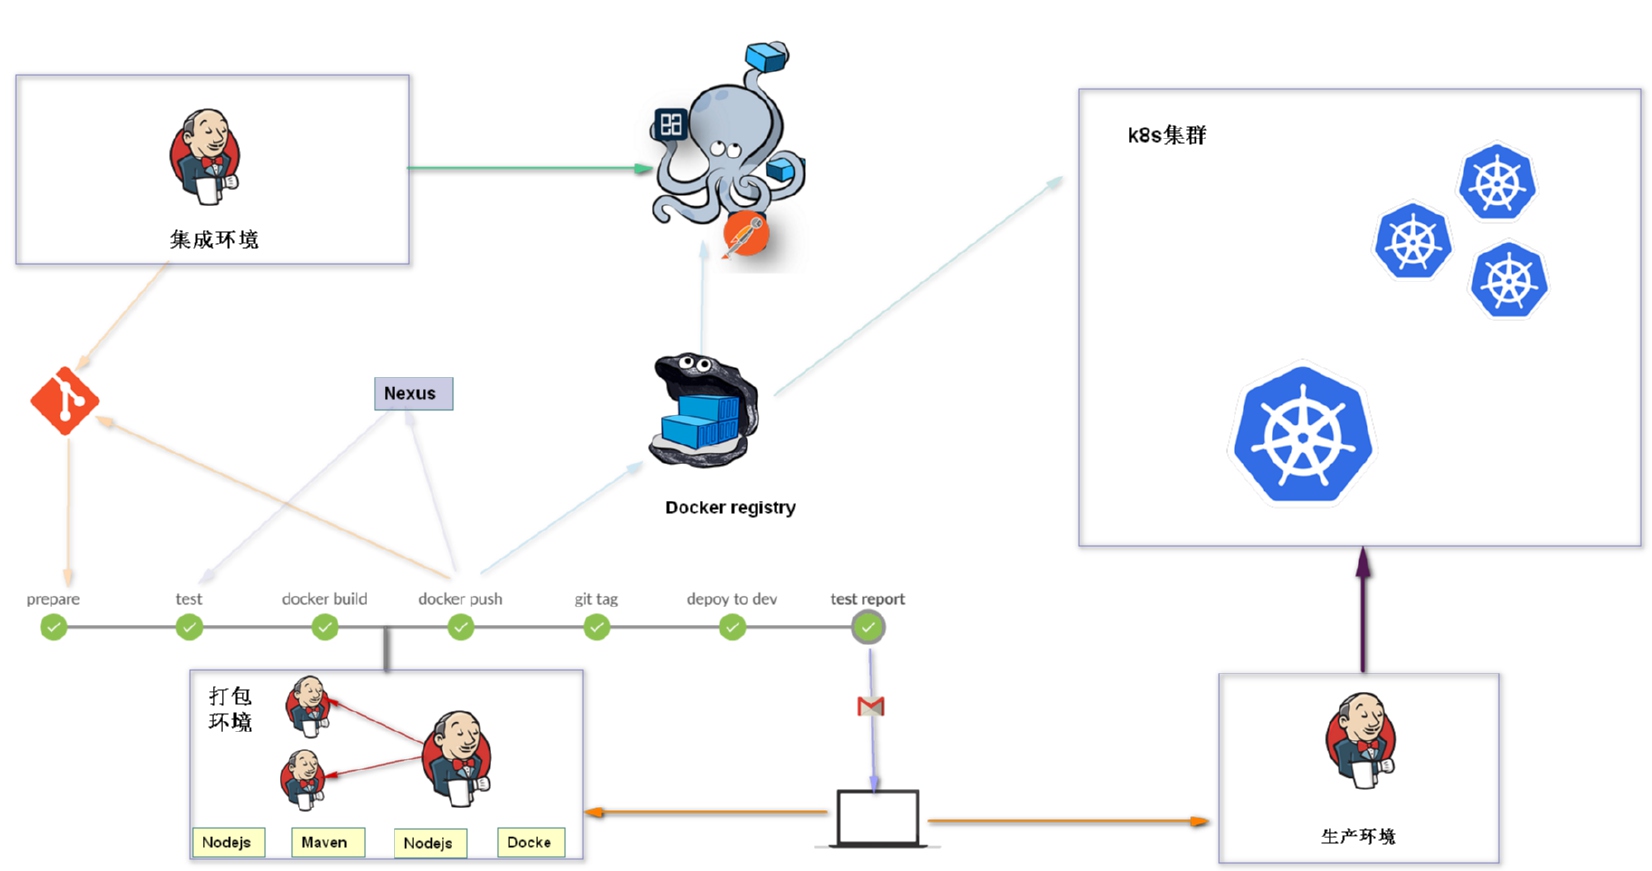 k8s集群
集成环境
Nexus
Docker registry
prepare
test
docker build
docker push
git tag
depoy to dev
test report
打包
环境
Nodejs
Maven
Nodejs
Docke
生产环境